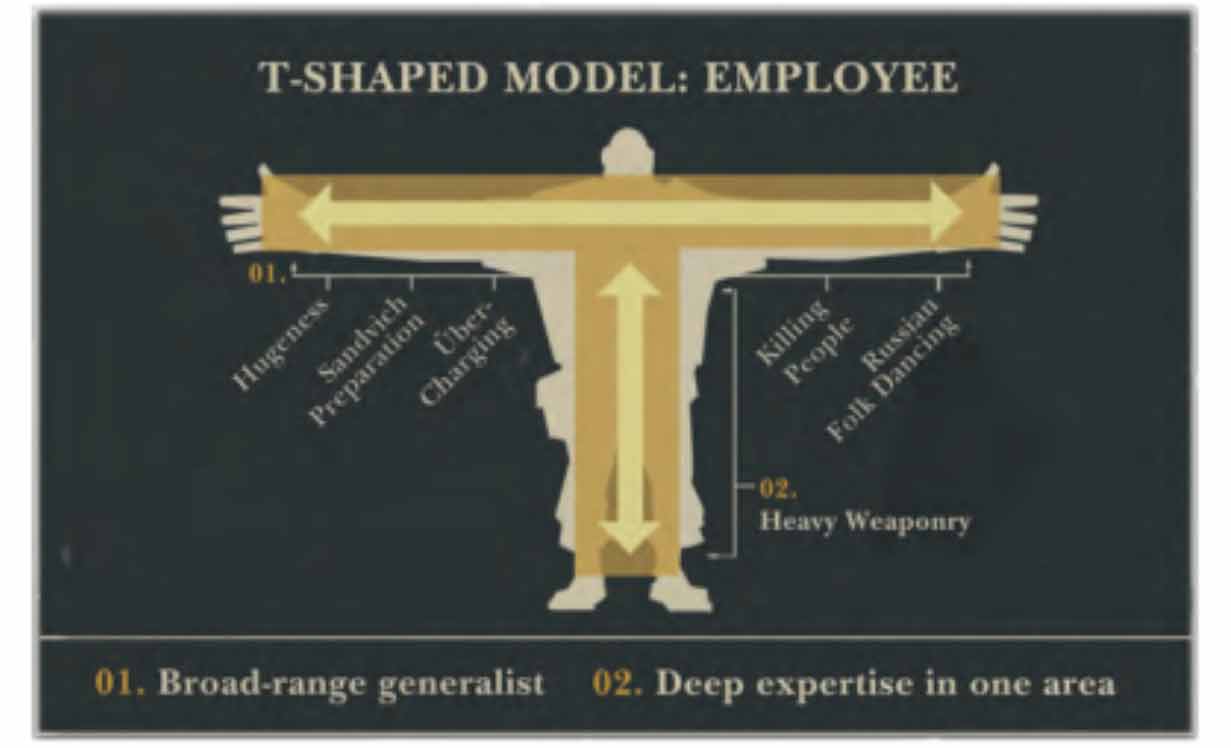 T-SHAPED MODEL: EMPLOYEE
01.
Hugeness
Sandvich
Preparation
Über-
Charging
Killing
People
Russian
Folk Dancing
02.
Heavy Weaponry
01. Broad-range generalist
02. Deep expertise in one area